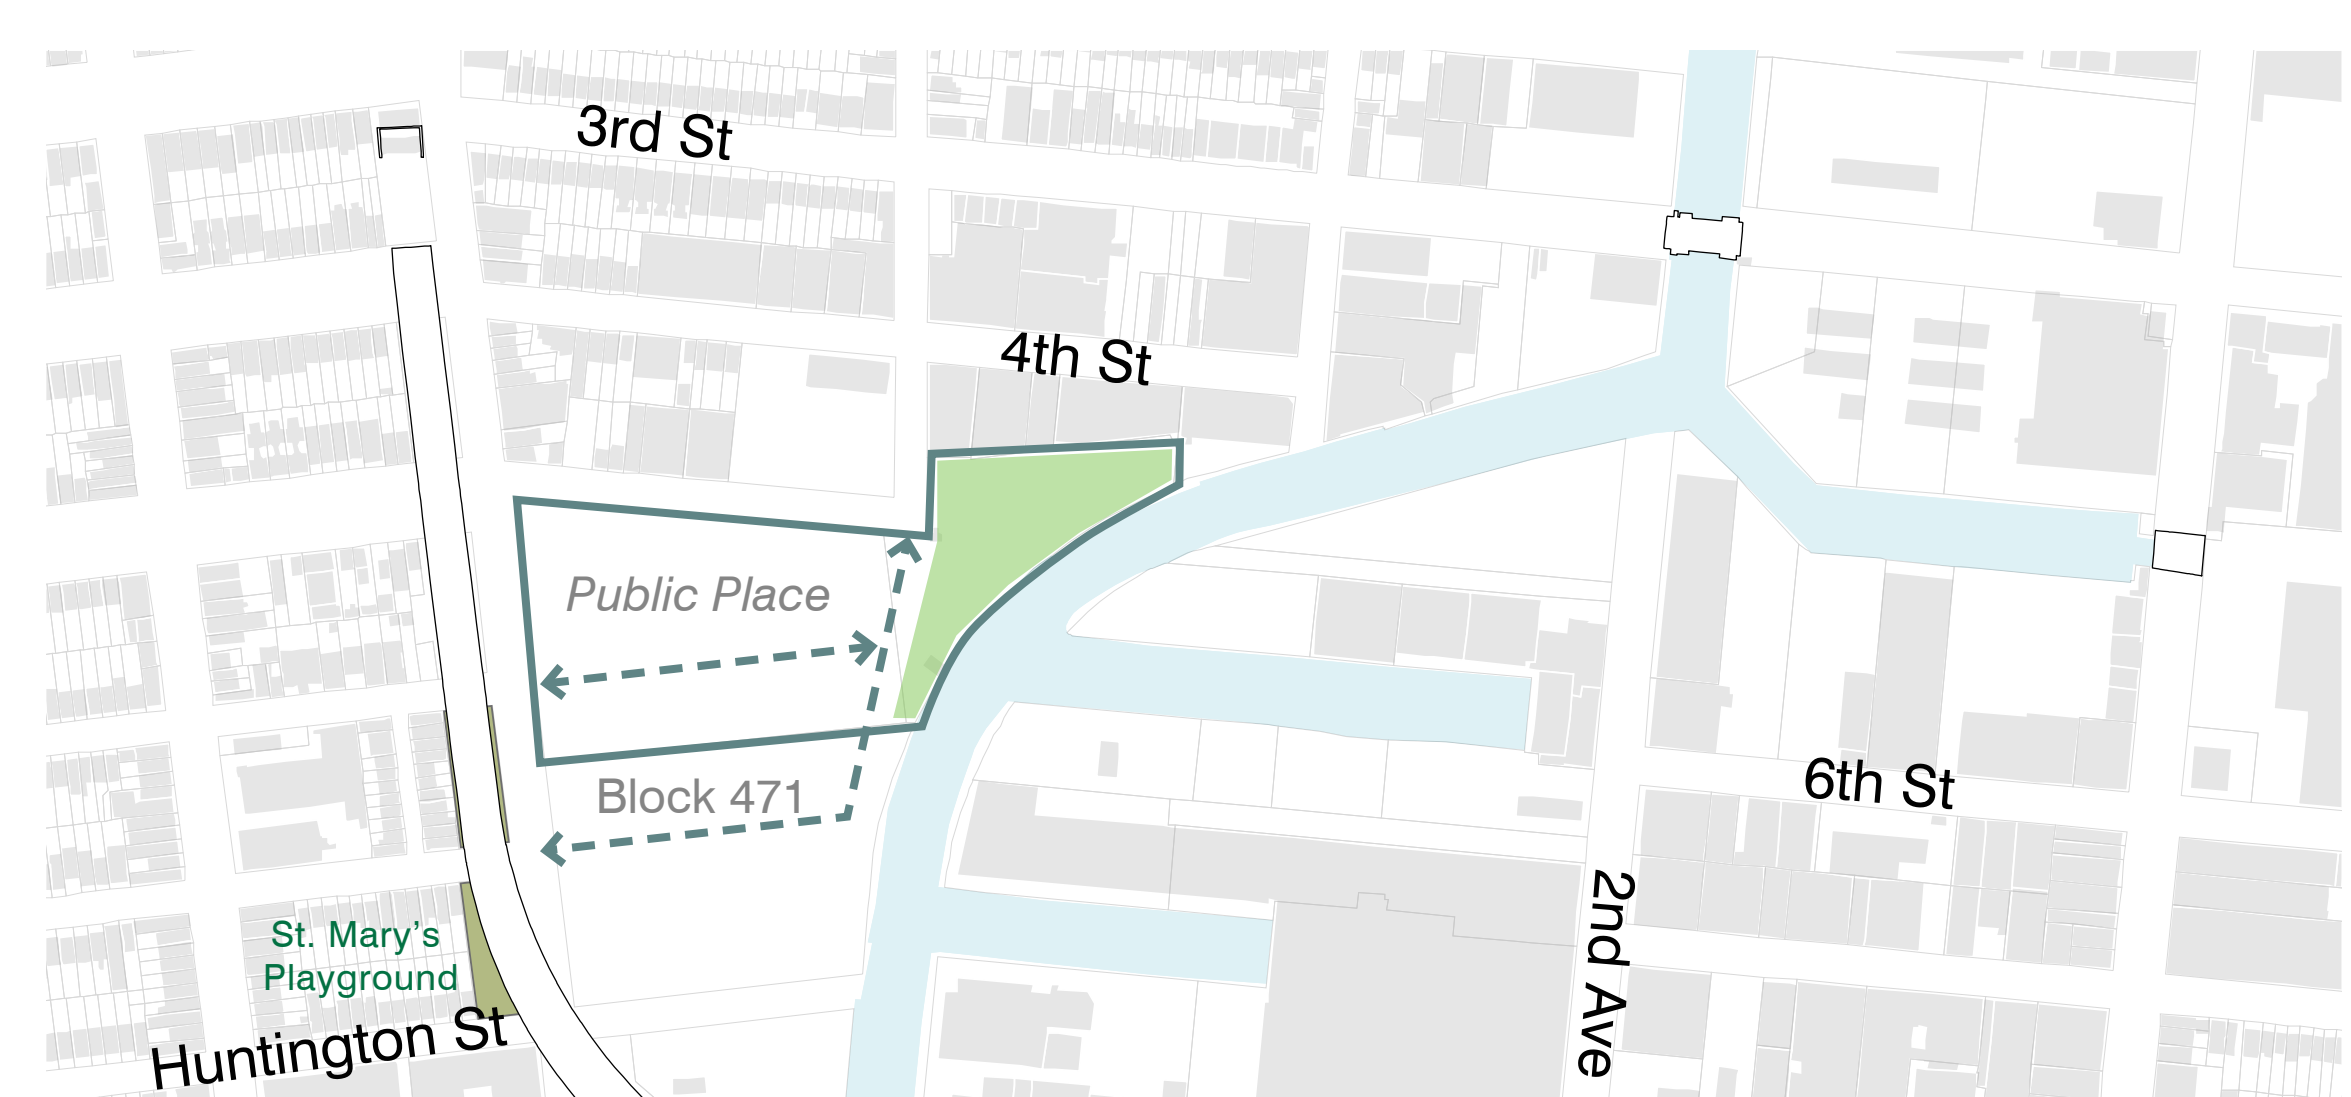 3rd St
4th St
Public Place
Block 471
6th St
2nd Ave
St. Mary’s
Playground
Huntington St